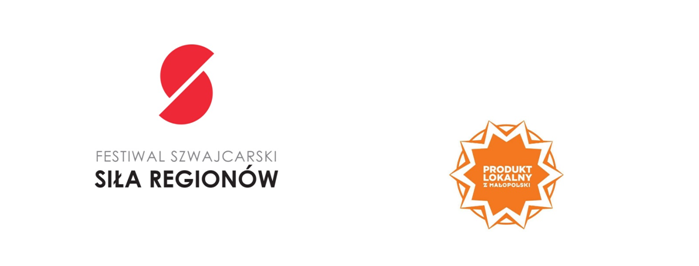 FESTIWAL SZWAJCARSKI
SIŁA REGIONÓW
PRODUKT
LOKALNY
Z MAŁOPOLSKI